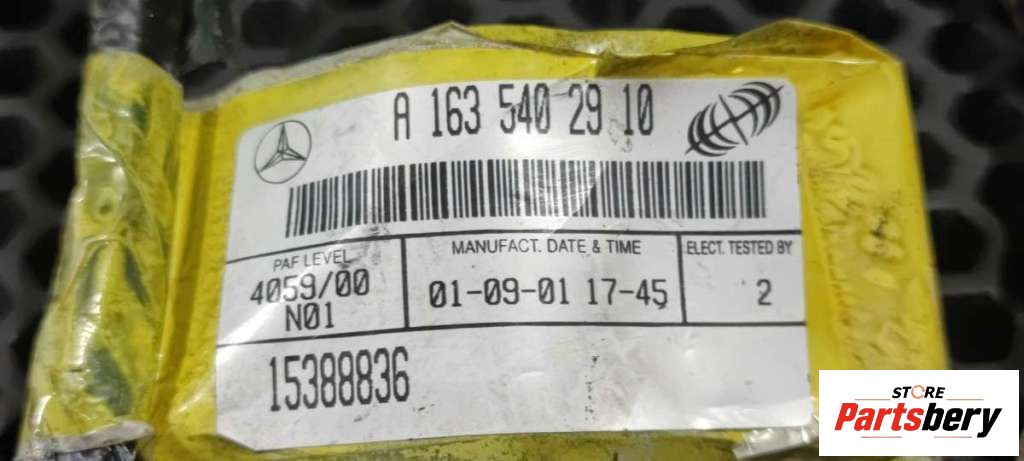 A 163 540 29 10
PAF LEVEL
4059/00
N01
MANUFACT. DATE & TIME
01-09-01 17-45
ELECT. TESTED BY
2
15388836
STORE
Partsbery